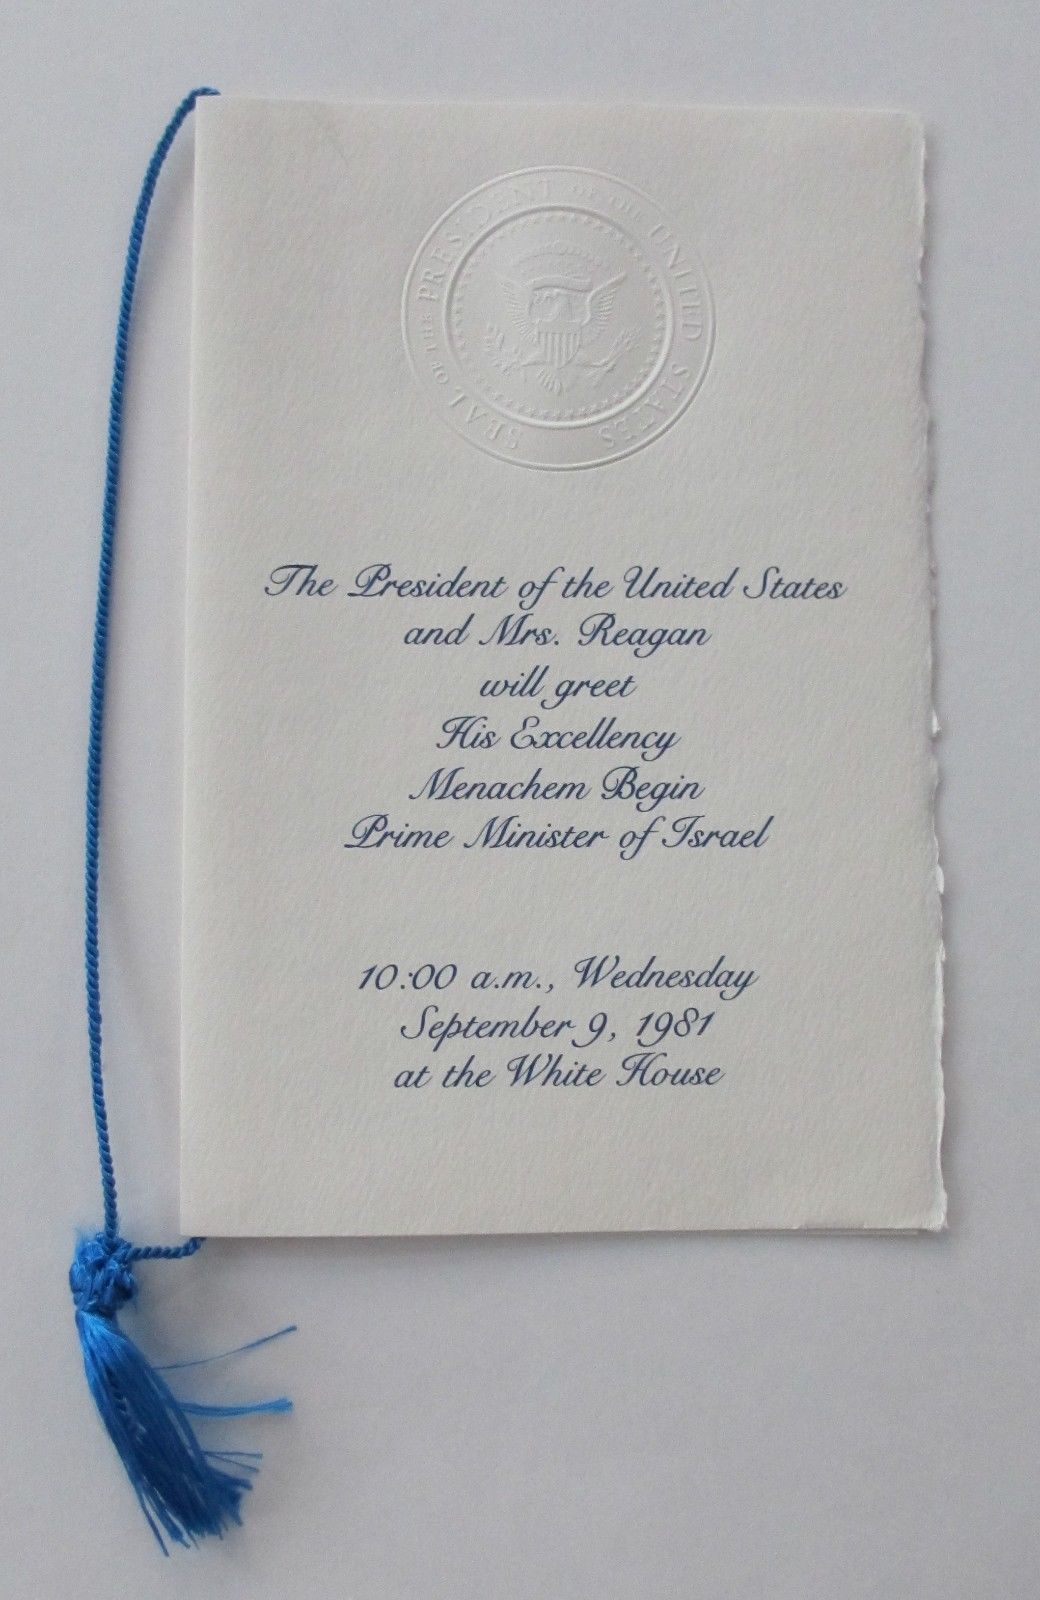 SEAL OF THE PRESIDENT OF THE UNITED STATES
The President of the United States
and Mrs. Reagan
will greet
His Excellency
Menachem Begin
Prime Minister of Israel
10:00 a.m., Wednesday
September 9, 1981
at the White House